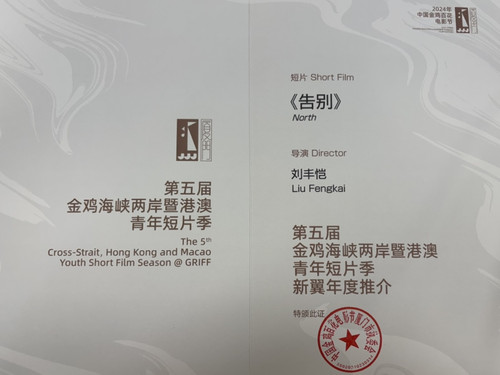 第五届
金鸡海峡两岸暨港澳
青年短片季
The 5th
Cross-Strait, Hong Kong and Macao
Youth Short Film Season @ GRIFF
2024年
中国金鸡百花
电影节
短片 Short Film
《告别》
North
导演 Director
刘丰恺
Liu Fengkai
第五届
金鸡海峡两岸暨港澳
青年短片季
新翼年度推介
特颁此证